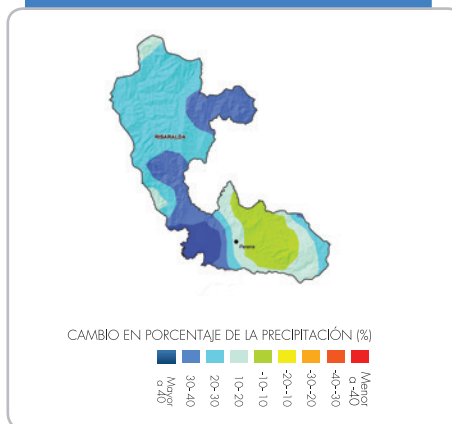 RISARALDA
Pereira
CAMBIO EN PORCENTAJE DE LA PRECIPITACIÓN (%)
Mayor a 40
30-40
20-30
10-20
-10-10
-20-10
-30-20
-40-30
Menor a -40